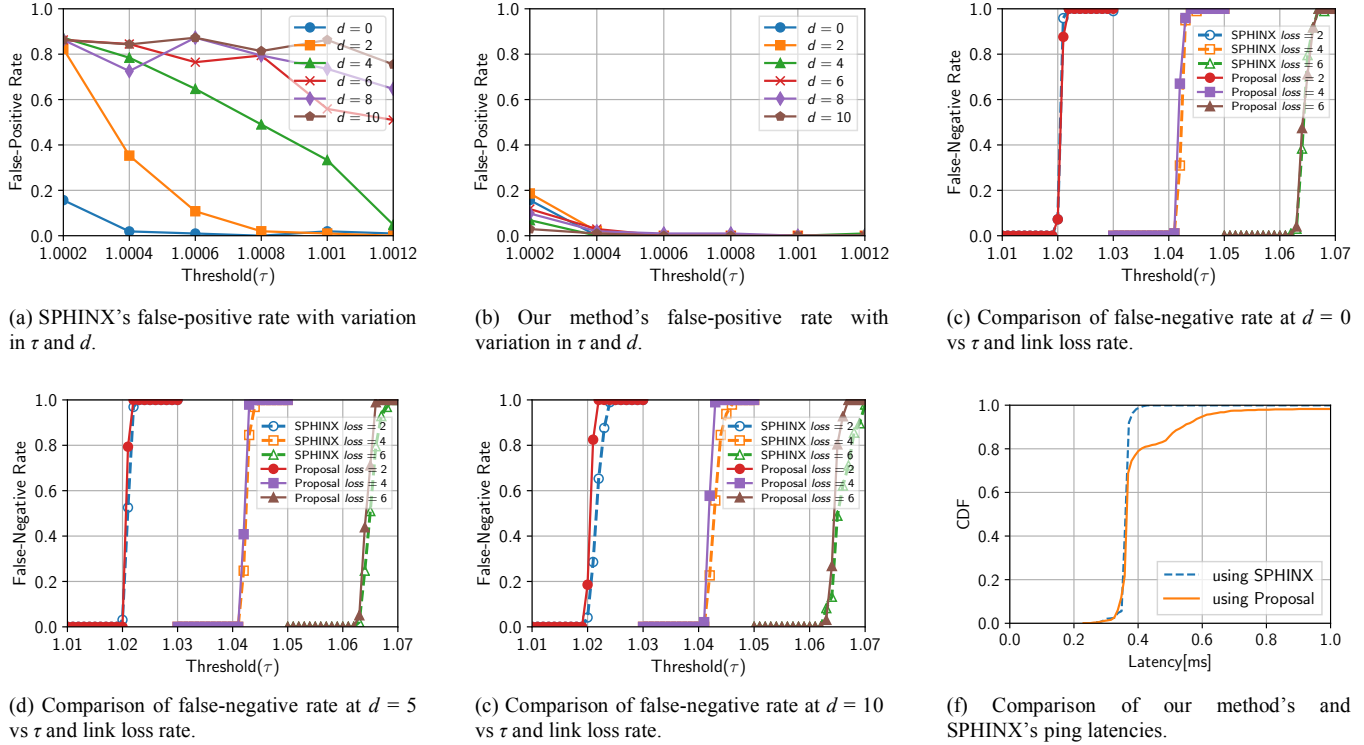 1.0
0.8
0.6
0.4
0.2
0.0
False-Positive Rate
d = 0
d = 2
d = 4
d = 6
d = 8
d = 10
1.0002 1.0004 1.0006 1.0008 1.001 1.0012
Threshold(τ)
(a) SPHINX's false-positive rate with variation
in τ and d.
1.0
0.8
0.6
0.4
0.2
0.0
False-Positive Rate
d = 0
d = 2
d = 4
d = 6
d = 8
d = 10
1.0002 1.0004 1.0006 1.0008 1.001 1.0012
Threshold(τ)
(b) Our method's false-positive rate with
variation in τ and d.
1.0
0.8
0.6
0.4
0.2
0.0
False-Negative Rate
SPHINX loss = 2
SPHINX loss = 4
SPHINX loss = 6
Proposal loss = 2
Proposal loss = 4
Proposal loss = 6
1.01 1.02 1.03 1.04 1.05 1.06 1.07
Threshold(τ)
(c) Comparison of false-negative rate at d = 0
vs τ and link loss rate.
1.0
0.8
0.6
0.4
0.2
0.0
False-Negative Rate
SPHINX loss = 2
SPHINX loss = 4
SPHINX loss = 6
Proposal loss = 2
Proposal loss = 4
Proposal loss = 6
1.01 1.02 1.03 1.04 1.05 1.06 1.07
Threshold(τ)
(d) Comparison of false-negative rate at d = 5
vs τ and link loss rate.
1.0
0.8
0.6
0.4
0.2
0.0
False-Negative Rate
SPHINX loss = 2
SPHINX loss = 4
SPHINX loss = 6
Proposal loss = 2
Proposal loss = 4
Proposal loss = 6
1.01 1.02 1.03 1.04 1.05 1.06 1.07
Threshold(τ)
(c) Comparison of false-negative rate at d = 10
vs τ and link loss rate.
1.0
0.8
0.6
0.4
0.2
0.0
CDF
using SPHINX
using Proposal
0.0 0.2 0.4 0.6 0.8 1.0
Latency[ms]
(f) Comparison of our method's and
SPHINX's ping latencies.